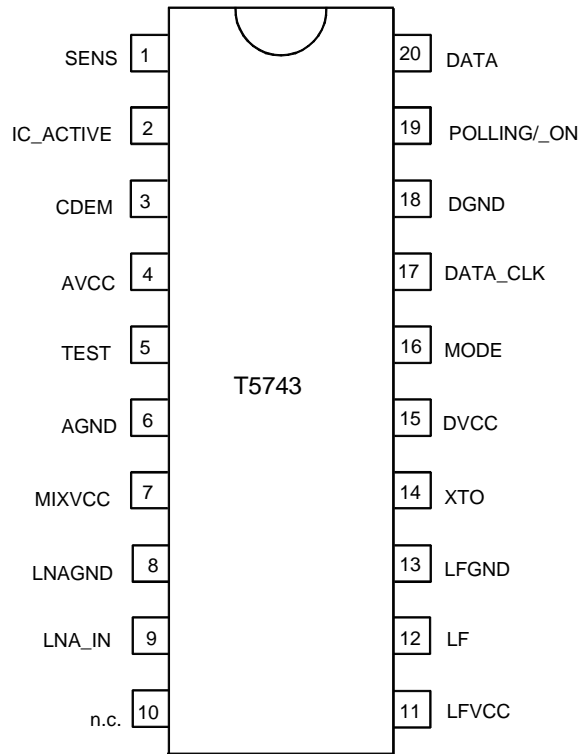 SENS 1 20 DATA
IC_ACTIVE 2 19 POLLING/_ON
CDEM 3 18 DGND
AVCC 4 17 DATA_CLK
TEST 5 16 MODE
T5743
AGND 6 15 DVCC
MIXVCC 7 14 XTO
LNAGND 8 13 LFGND
LNA_IN 9 12 LF
n.c. 10 11 LFVCC